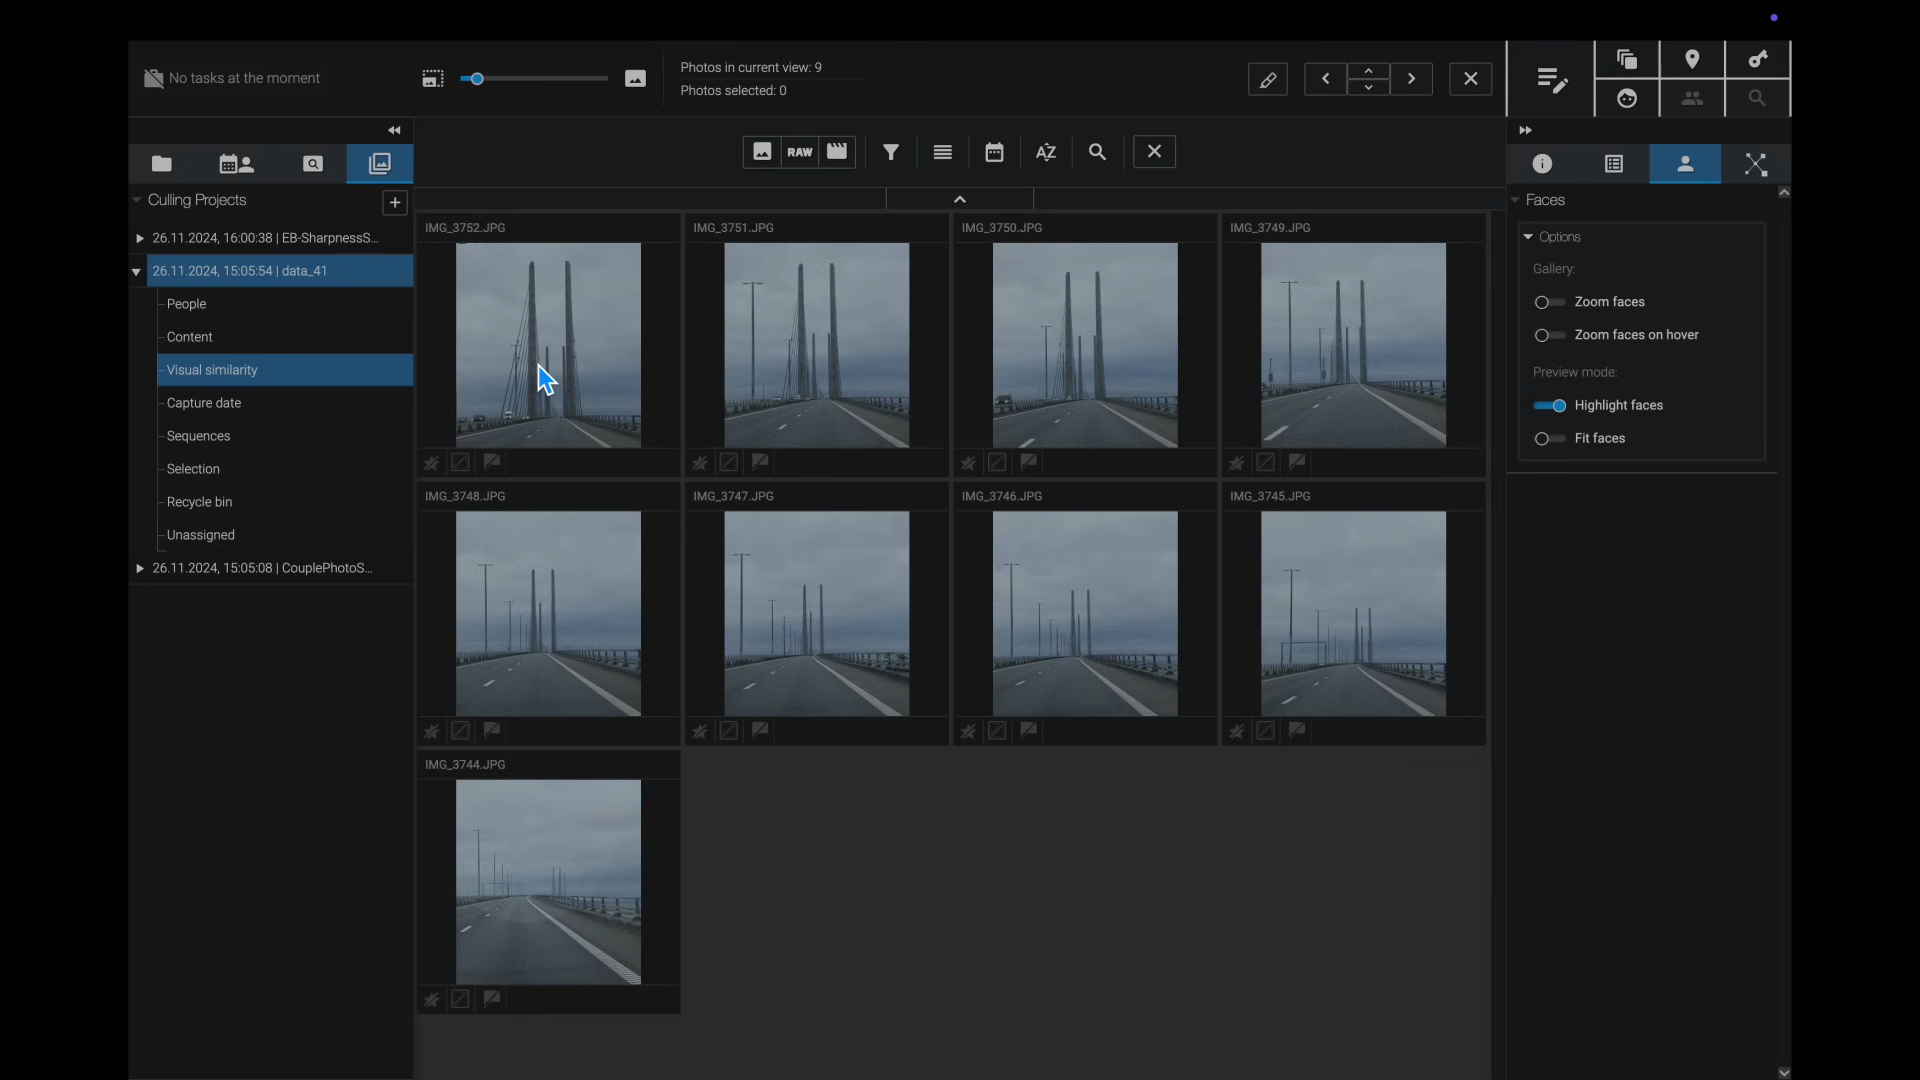 No tasks at the moment
Photos in current view: 9
Photos selected: 0
RAW
AZ
Culling Projects
26.11.2024, 16:00:38 | EB-SharpnessS...
26.11.2024, 15:05:54 | data_41
People
Content
Visual similarity
Capture date
Sequences
Selection
Recycle bin
Unassigned
26.11.2024, 15:05:08 | CouplePhotoS...
IMG_3752.JPG
IMG_3751.JPG
IMG_3750.JPG
IMG_3749.JPG
IMG_3748.JPG
IMG_3747.JPG
IMG_3746.JPG
IMG_3745.JPG
IMG_3744.JPG
Faces
Options
Gallery:
Zoom faces
Zoom faces on hover
Preview mode:
Highlight faces
Fit faces